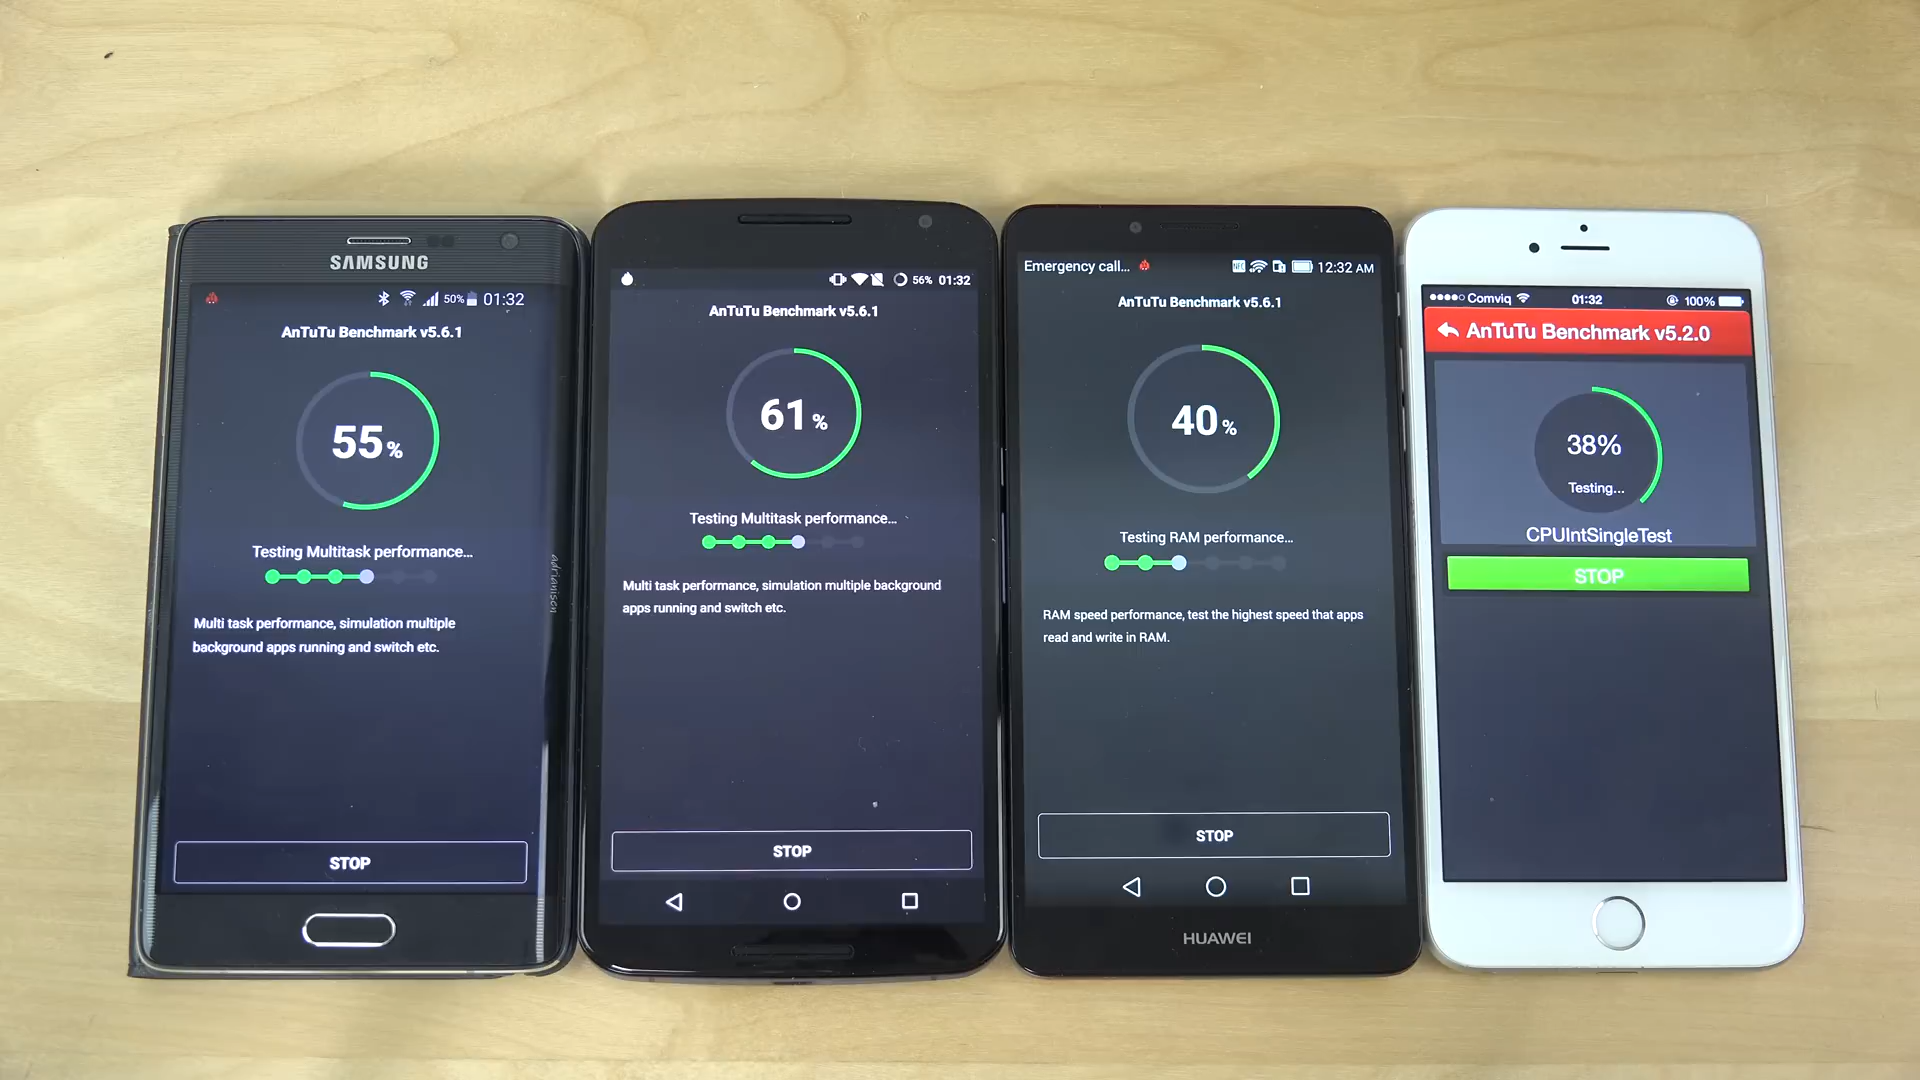 SAMSUNG
50% 01:32
AnTuTu Benchmark v5.6.1
55%
Testing Multitask performance...
Multi task performance, simulation multiple
background apps running and switch etc.
STOP
adrianisen
56% 01:32
AnTuTu Benchmark v5.6.1
61%
Testing Multitask performance...
Multi task performance, simulation multiple background
apps running and switch etc.
STOP
Emergency call... NFC 12:32 AM
AnTuTu Benchmark v5.6.1
40%
Testing RAM performance...
RAM speed performance, test the highest speed that apps
read and write in RAM.
STOP
HUAWEI
Comviq 01:32 100%
AnTuTu Benchmark v5.2.0
38%
Testing...
CPUIntSingleTest
STOP